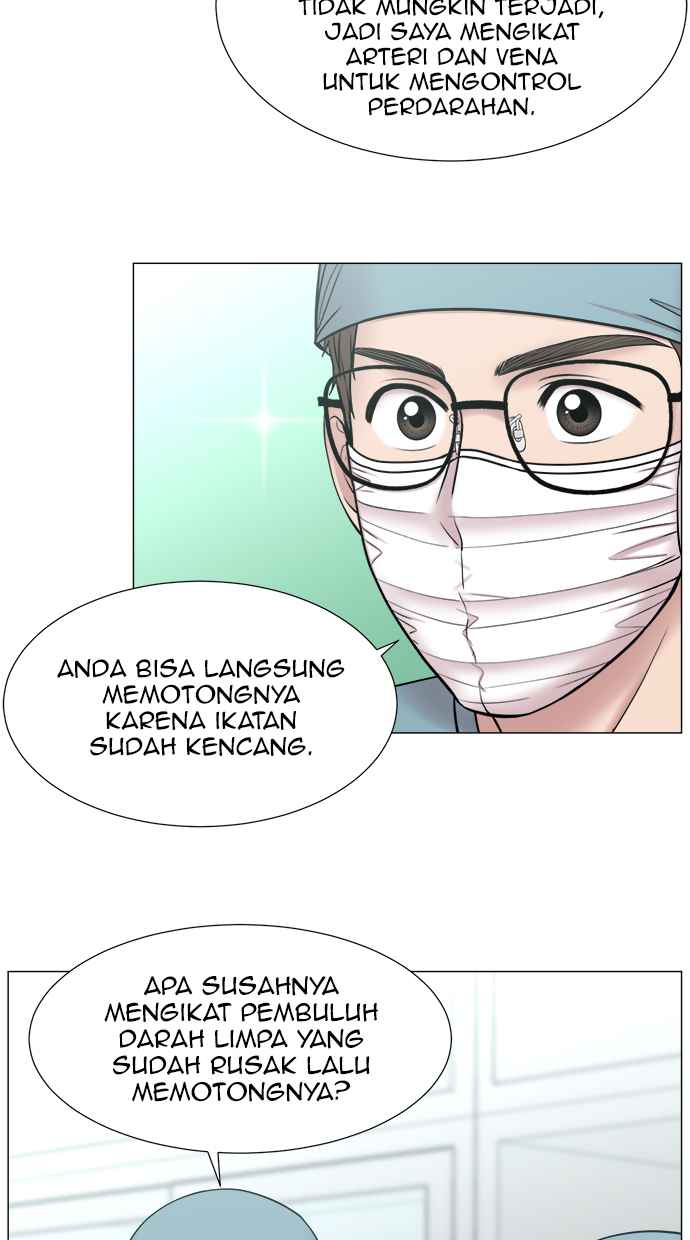 TIDAK MUNGKIN TERJADI,
JADI SAYA MENGIKAT
ARTERI DAN VENA
UNTUK MENGONTROL
PERDARAHAN.
ANDA BISA LANGSUNG
MEMOTONGNYA
KARENA IKATAN
SUDAH KENCANG.
APA SUSAHNYA
MENGIKAT PEMBULUH
DARAH LIMPA YANG
SUDAH RUSAK LALU
MEMOTONGNYA?